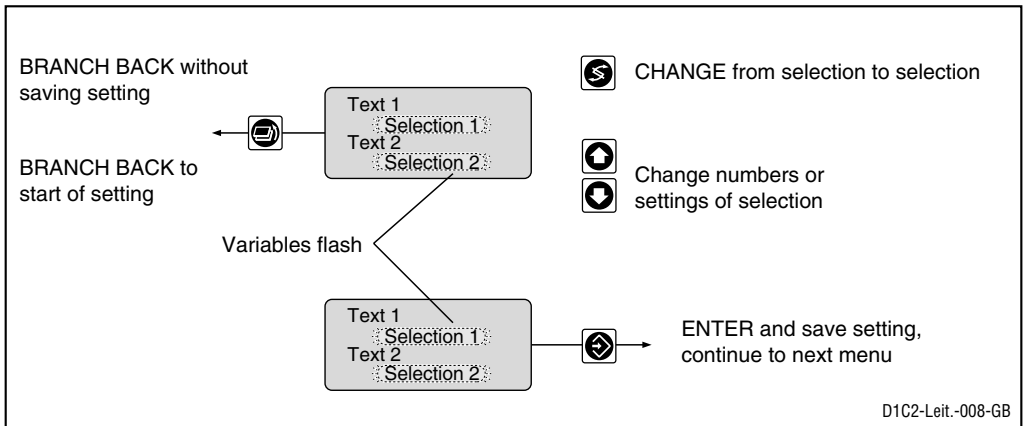 BRANCH BACK without
saving setting
BRANCH BACK to
start of setting
Text 1
Selection 1
Text 2
Selection 2
CHANGE from selection to selection
Change numbers or
settings of selection
Variables flash
Text 1
Selection 1
Text 2
Selection 2
ENTER and save setting,
continue to next menu
D1C2-Leit.-008-GB